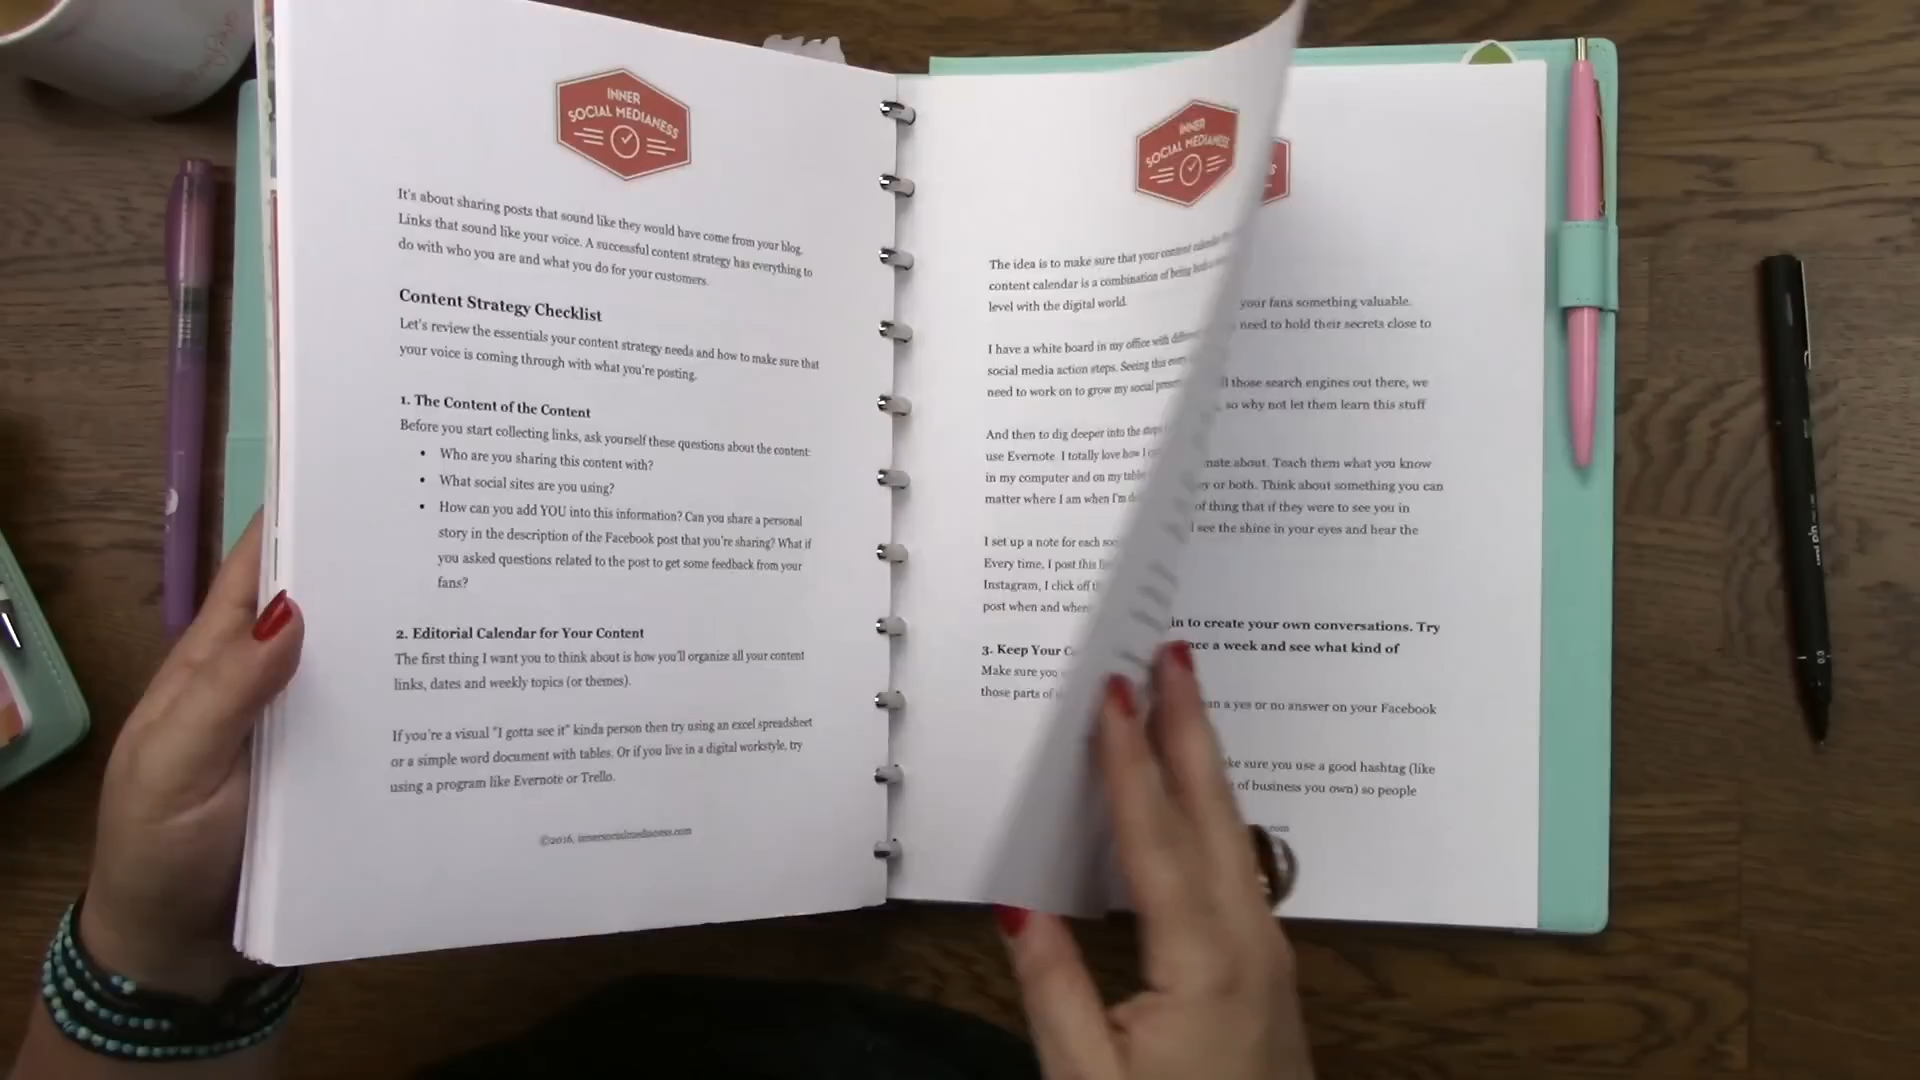 INNER
SOCIAL MEDIANESS
It's about sharing posts that sound like they would have come from your blog.
Links that sound like your voice. A successful content strategy has everything to
do with who you are and what you do for your customers.
Content Strategy Checklist
Let's review the essentials your content strategy needs and how to make sure that
your voice is coming through with what you're posting.
1. The Content of the Content
Before you start collecting links, ask yourself these questions about the content:
• Who are you sharing this content with?
• What social sites are you using?
• How can you add YOU into this information? Can you share a personal
story in the description of the Facebook post that you're sharing? What if
you asked questions related to the post to get some feedback from your
fans?
2. Editorial Calendar for Your Content
The first thing I want you to think about is how you'll organize all your content
links, dates and weekly topics (or themes).
If you're a visual "I gotta see it" kinda person then try using an excel spreadsheet
or a simple word document with tables. Or if you live in a digital workstyle, try
using a program like Evernote or Trello.
©2016, innersocialmedianess.com
INNER
SOCIAL MEDIANESS
The idea is to make sure that your content calendar
content calendar is a combination of being
level with the digital world.
I have a white board in my office with
social media action steps. Seeing this
need to work on to grow my social
And then to dig deeper into the steps
use Evernote. I totally love how I
in my computer and on my
matter where I am when I'm
I set up a note for each
Every time, I post this
Instagram, I click off
post when and
3. Keep Your
Make sure you
those parts of
your fans something valuable.
need to hold their secrets close to
those search engines out there, we
so why not let them learn this stuff
about. Teach them what you know
or both. Think about something you can
of thing that if they were to see you in
see the shine in your eyes and hear the
in to create your own conversations. Try
a week and see what kind of
a yes or no answer on your Facebook
sure you use a good hashtag (like
of business you own) so people
.com
uni pin